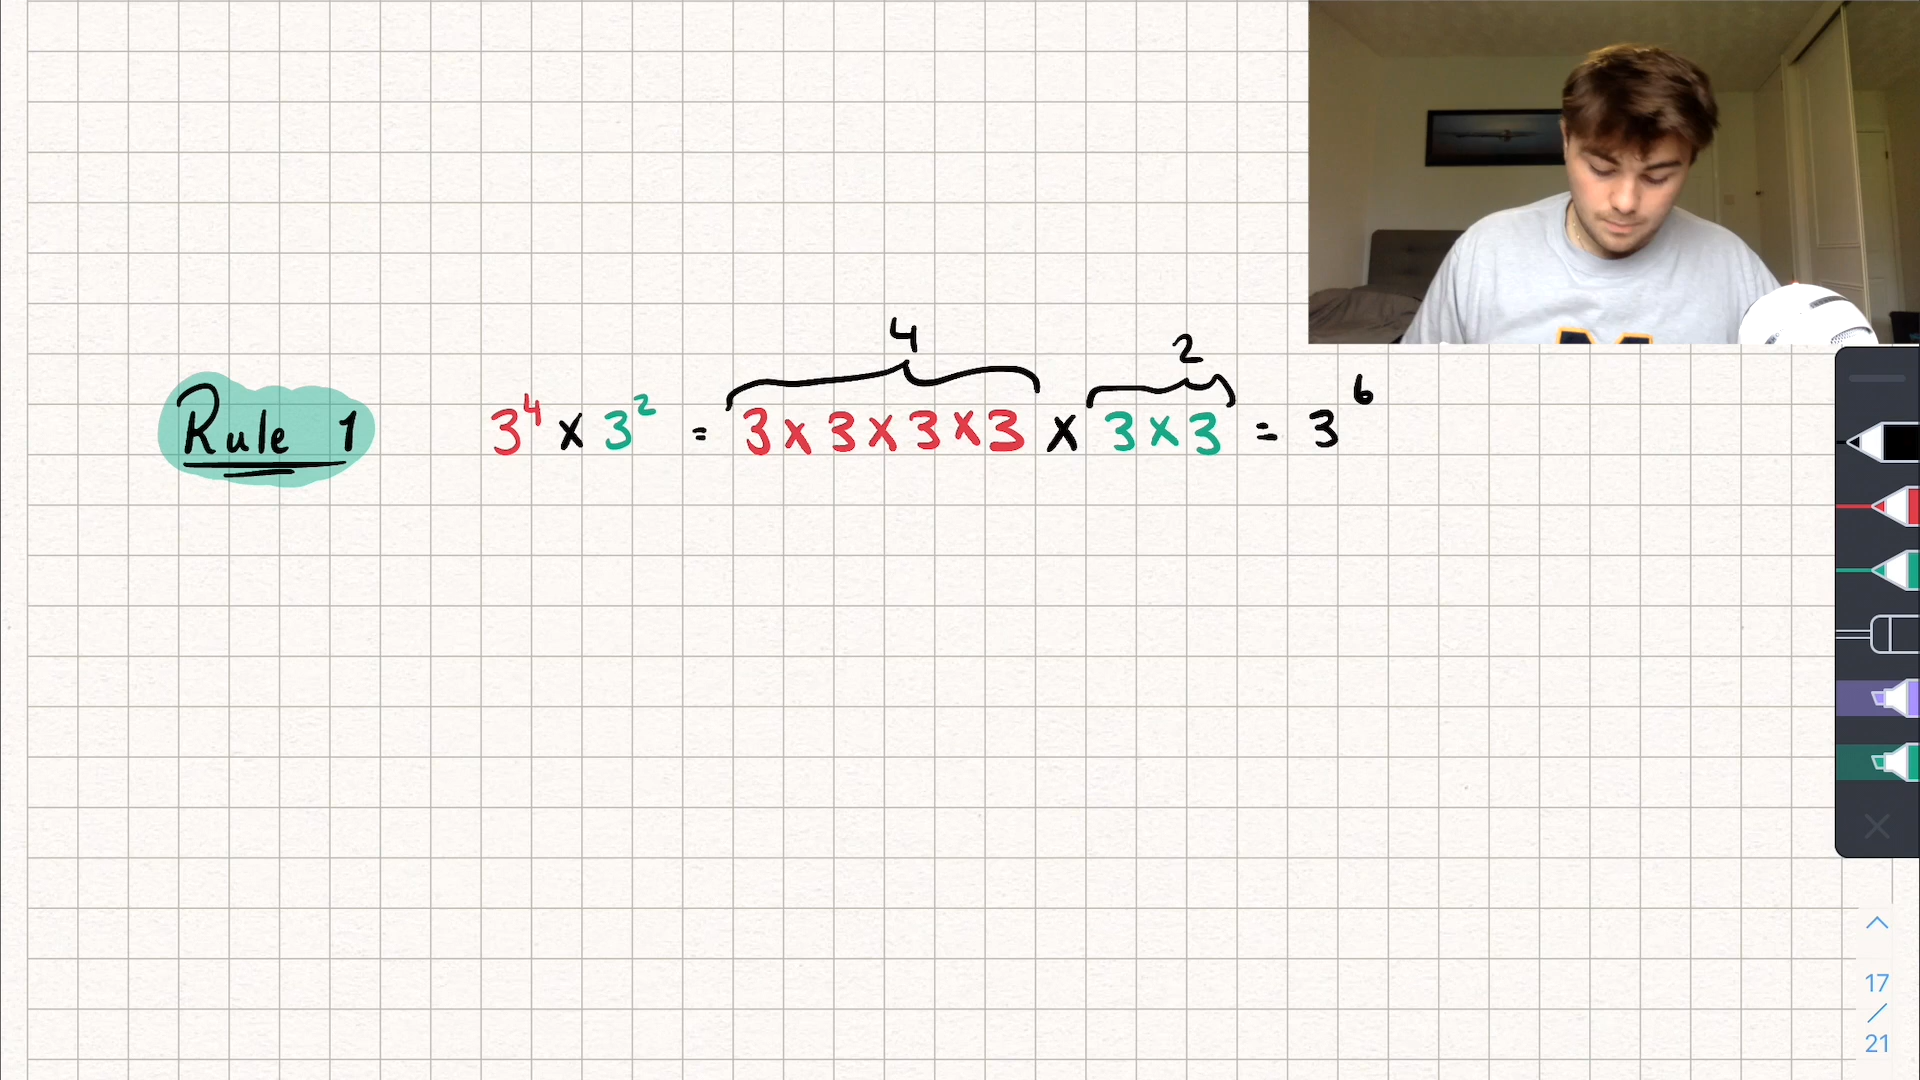 4 2
Rule 1 3⁴ x 3² = 3 x 3 x 3 x 3 x 3 x 3 = 3⁶
17
/
21